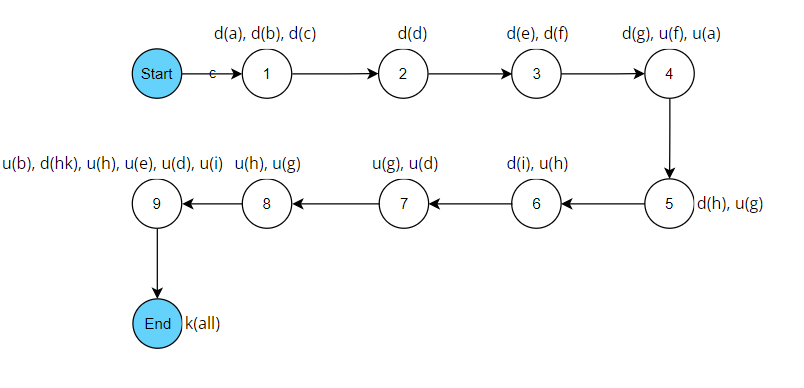 d(a), d(b), d(c)
d(d)
d(e), d(f)
d(g), u(f), u(a)
Start
c
1
2
3
4
u(b), d(hk), u(h), u(e), u(d), u(i)
u(h), u(g)
u(g), u(d)
d(i), u(h)
9
8
7
6
5
d(h), u(g)
End
k(all)